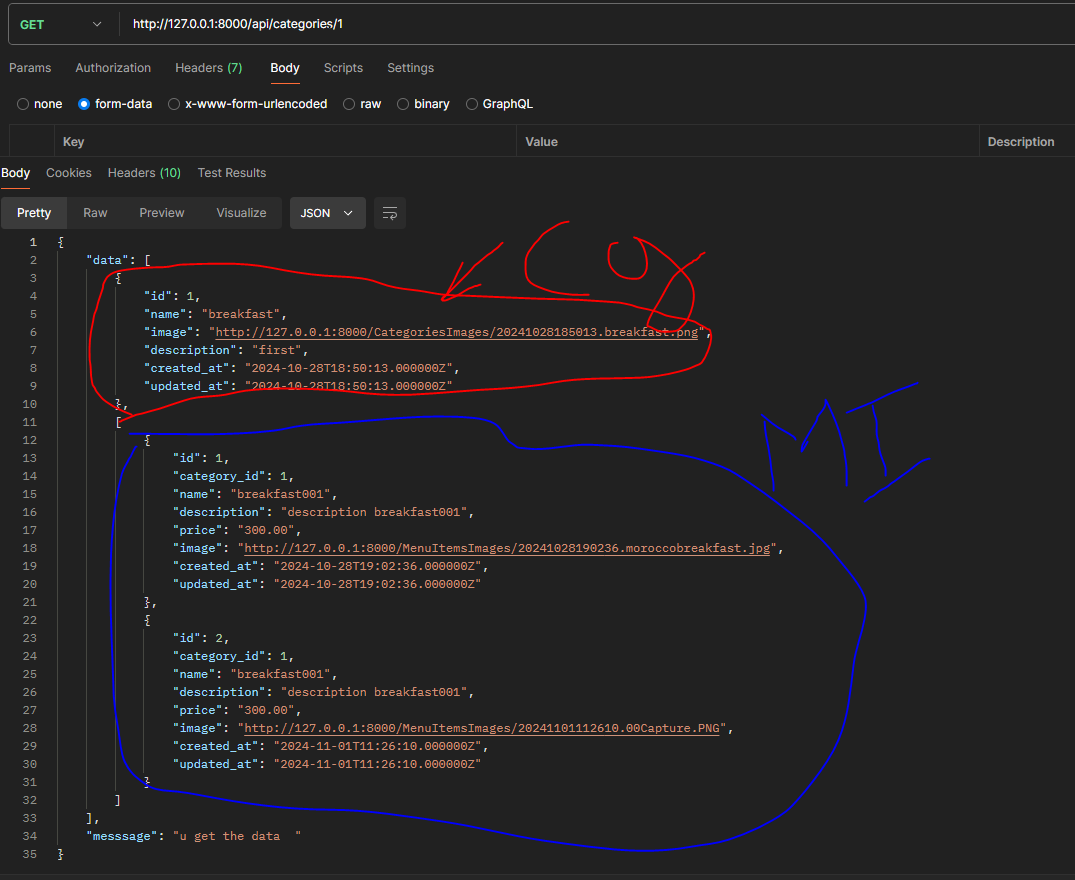 GET http://127.0.0.1:8000/api/categories/1
Params Authorization Headers (7) Body Scripts Settings
none form-data x-www-form-urlencoded raw binary GraphQL
Key Value Description
Body Cookies Headers (10) Test Results
Pretty Raw Preview Visualize JSON
1 {
2 "data": [
3 {
4 "id": 1,
5 "name": "breakfast",
6 "image": "http://127.0.0.1:8000/CategoriesImages/20241028185013.breakfast.png",
7 "description": "first",
8 "created_at": "2024-10-28T18:50:13.000000Z",
9 "updated_at": "2024-10-28T18:50:13.000000Z"
10 },
11 [
12 {
13 "id": 1,
14 "category_id": 1,
15 "name": "breakfast001",
16 "description": "description breakfast001",
17 "price": "300.00",
18 "image": "http://127.0.0.1:8000/MenuItemsImages/20241028190236.moroccobreakfast.jpg",
19 "created_at": "2024-10-28T19:02:36.000000Z",
20 "updated_at": "2024-10-28T19:02:36.000000Z"
21 },
22 {
23 "id": 2,
24 "category_id": 1,
25 "name": "breakfast001",
26 "description": "description breakfast001",
27 "price": "300.00",
28 "image": "http://127.0.0.1:8000/MenuItemsImages/20241101112610.00Capture.PNG",
29 "created_at": "2024-11-01T11:26:10.000000Z",
30 "updated_at": "2024-11-01T11:26:10.000000Z"
31 }
32 ]
33 ],
34 "messsage": "u get the data  "
35 }